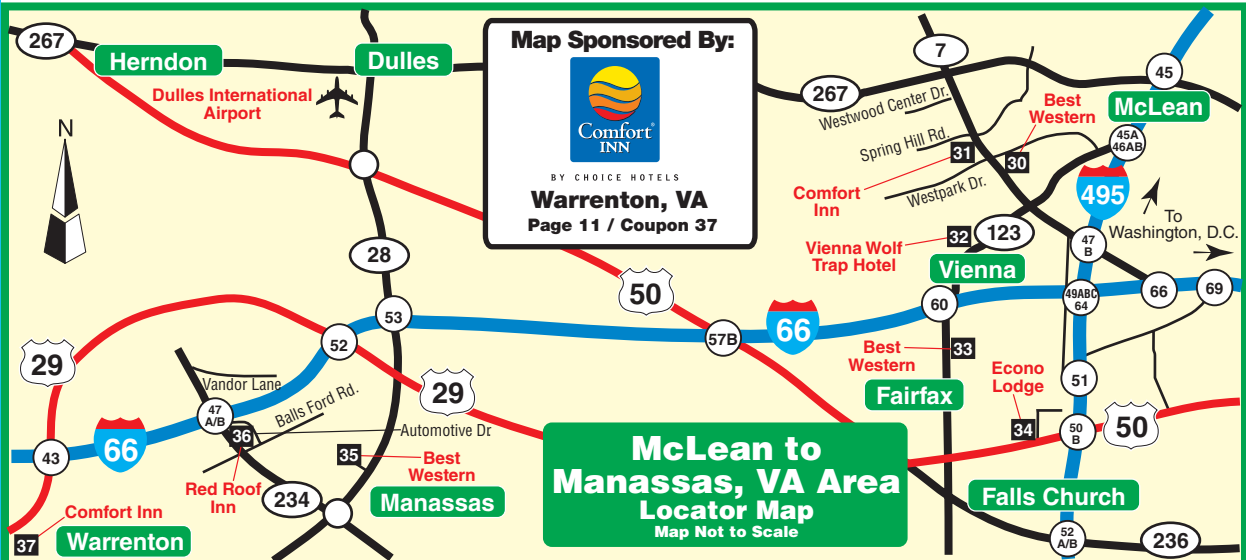 267
Herndon
Dulles
Dulles International
Airport
N
Map Sponsored By:
Comfort®
INN
BY CHOICE HOTELS
Warrenton, VA
Page 11 / Coupon 37
7
267
45
McLean
Westwood Center Dr.
Best
Western
Spring Hill Rd.
31
30
45A
46AB
Westpark Dr.
Comfort
Inn
495
To
Washington, D.C.
32
123
Vienna Wolf
Trap Hotel
Vienna
47
B
28
50
53
52
57B
66
60
49ABC
64
66
69
29
29
Best
Western
33
Fairfax
Econo
Lodge
51
34
50
B
50
Vandor Lane
Balls Ford Rd.
47
A/B
36
Automotive Dr
43
66
35
Best
Western
Red Roof
Inn
234
Manassas
Comfort Inn
37
Warrenton
McLean to
Manassas, VA Area
Locator Map
Map Not to Scale
Falls Church
52
A/B
236